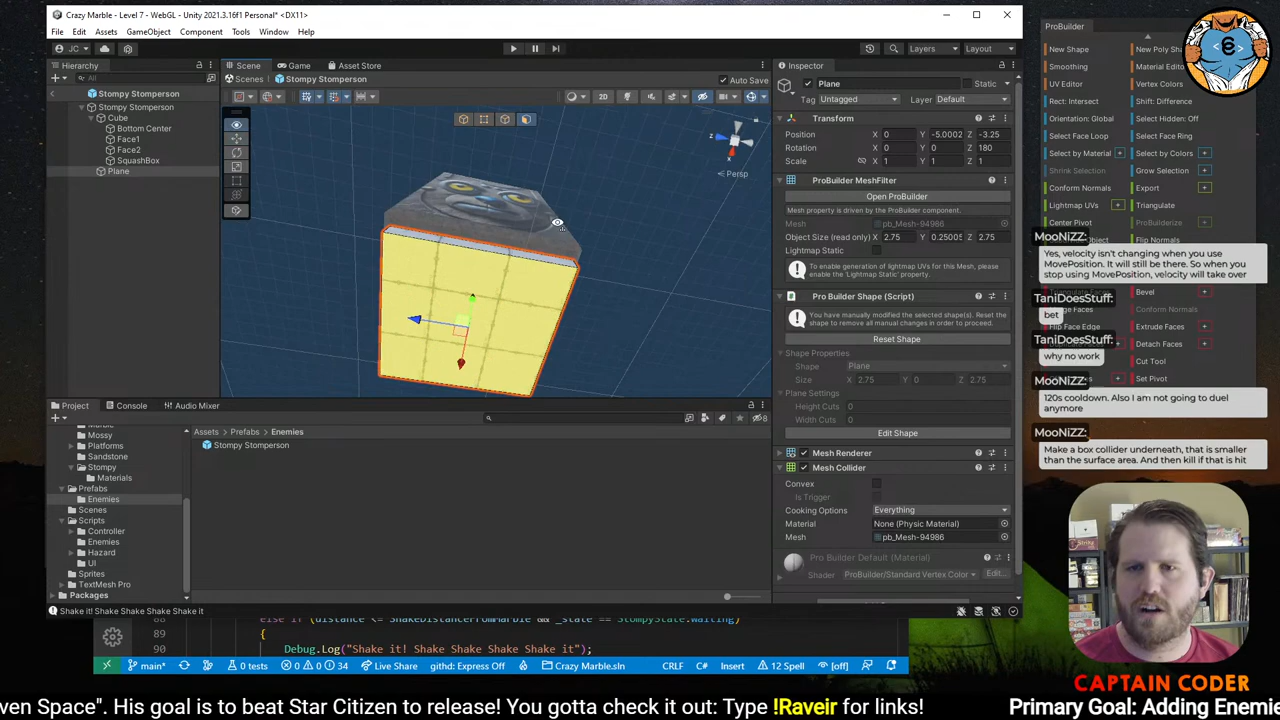 Crazy Marble - Level 7 - WebGL - Unity 2021.3.16f1 Personal* <DX11>
File Edit Assets GameObject Component Tools Window Help
JC
Layers Layout
Hierarchy
All
Stompy Stomperson
Stompy Stomperson
Cube
Bottom Center
Face1
Face2
SquashBox
Plane
Scene Game Asset Store
Scenes Stompy Stomperson
Auto Save
2D
z
Persp
Inspector
Plane Static
Tag Untagged Layer Default
Transform
Position X 0 Y -5.0002 Z -3.25
Rotation X 0 Y 0 Z 180
Scale X 1 Y 1 Z 1
ProBuilder MeshFilter
Open ProBuilder
Mesh property is driven by the ProBuilder component.
Mesh pb_Mesh-94986
Object Size (read only) X 2.75 Y 0.25005 Z 2.75
Lightmap Static
To enable generation of lightmap UVs for this Mesh, please enable the 'Lightmap Static' property.
Pro Builder Shape (Script)
You have manually modified the selected shape(s). Reset the shape to remove all manual changes in order to proceed.
Reset Shape
Shape Properties
Shape Plane
Size X 2.75 Y 0 Z 2.75
Plane Settings
Height Cuts 0
Width Cuts 0
Edit Shape
Mesh Renderer
Mesh Collider
Convex
Is Trigger
Cooking Options Everything
Material None (Physic Material)
Mesh pb_Mesh-94986
Pro Builder Default (Material)
Shader ProBuilder/Standard Vertex Color Edit...
Project Console Audio Mixer
8
Mossy
Platforms
Sandstone
Stompy
Materials
Prefabs
Enemies
Scenes
Scripts
Controller
Enemies
Hazard
UI
Sprites
TextMesh Pro
Packages
Assets Prefabs Enemies
Stompy Stomperson
Shake it! Shake Shake Shake Shake it
89
{
90 Debug.Log("Shake it! Shake Shake Shake Shake it");
main* 0 tests 0 0 34 Live Share githd: Express Off Crazy Marble.sln CRLF C# Insert 12 Spell [off]
ProBuilder
New Shape New Poly Sh
Smoothing Material Edito
UV Editor Vertex Colors
Rect: Intersect Shift: Difference
Orientation: Global Select Hidden: Off
Select Face Loop Select Face Ring
Select by Material Select by Colors
Shrink Selection Grow Selection
Conform Normals Export
Lightmap UVs Triangulate
Center Pivot ProBuilderize
Flip Normals
Bevel
Conform Normals
Flip Face Edge Extrude Faces
Detach Faces
Cut Tool
Set Pivot
MooNiZZ:
Yes, velocity isn't changing when you use
MovePosition. It will still be there. So when you
stop using MovePosition, velocity will take over
TaniDoesStuff:
bet
TaniDoesStuff:
why no work
MooNiZZ:
120s cooldown. Also I am not going to duel
anymore
MooNiZZ:
Make a box collider underneath, that is smaller
than the surface area. And then kill if that is hit
CAPTAIN CODER
ven Space". His goal is to beat Star Citizen to release! You gotta check it out: Type !Raveir for links! Primary Goal: Adding Enemie